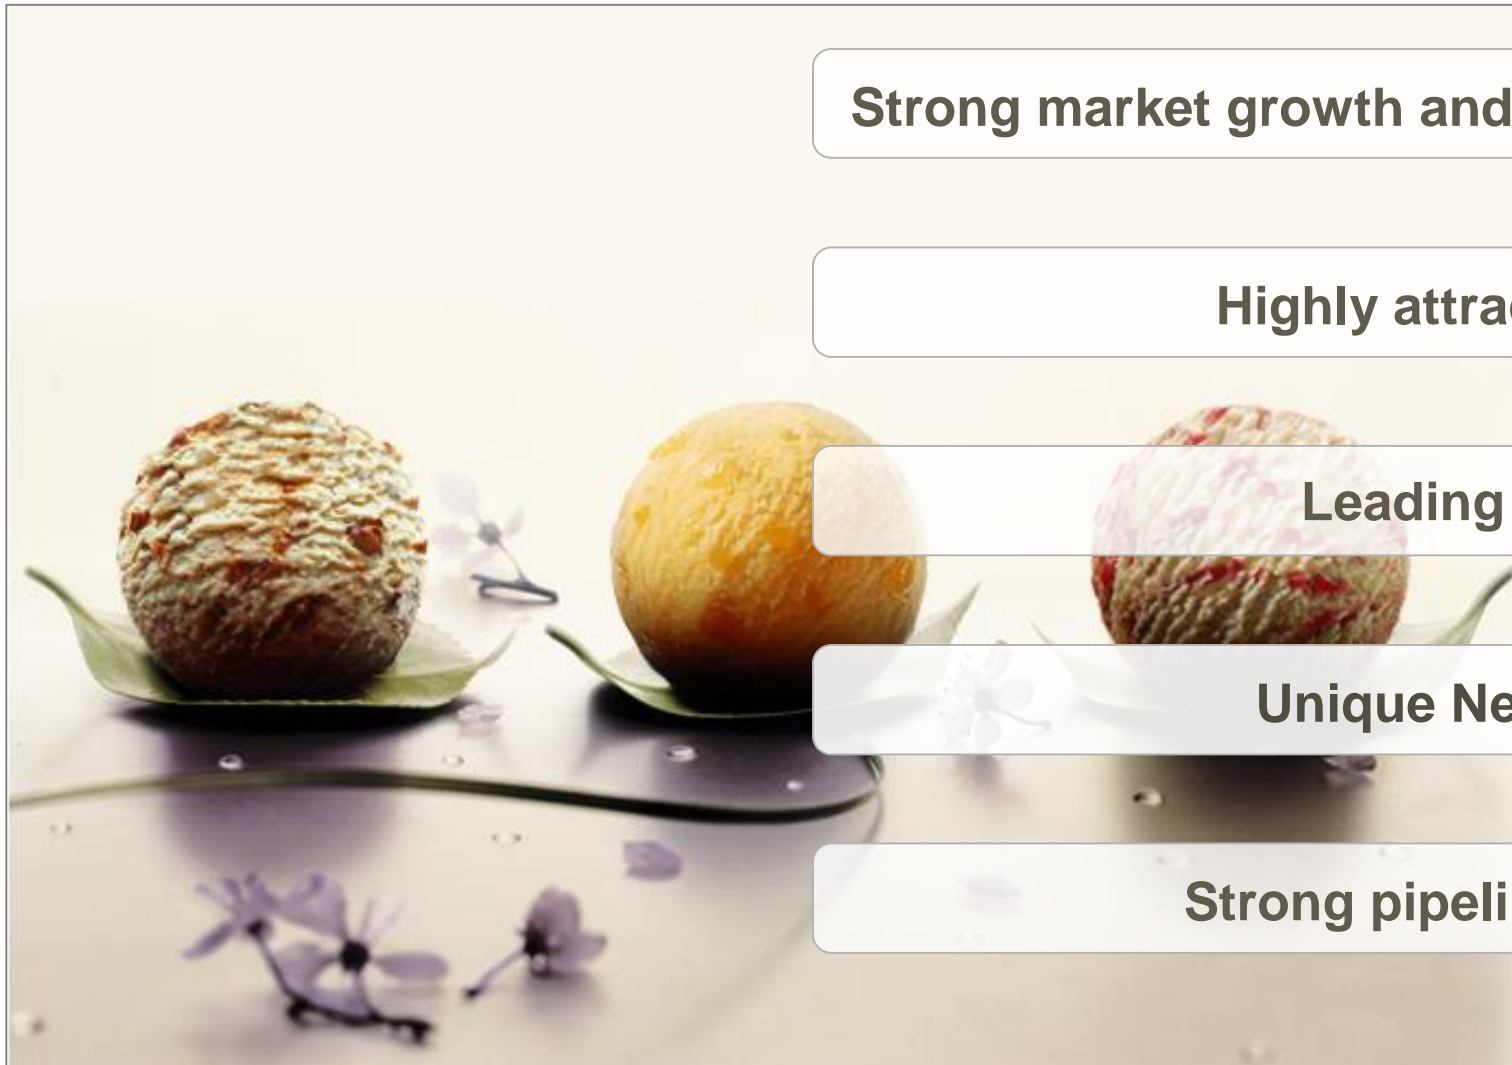 Strong market growth and
Highly attra
Leading
Unique Ne
Strong pipeli